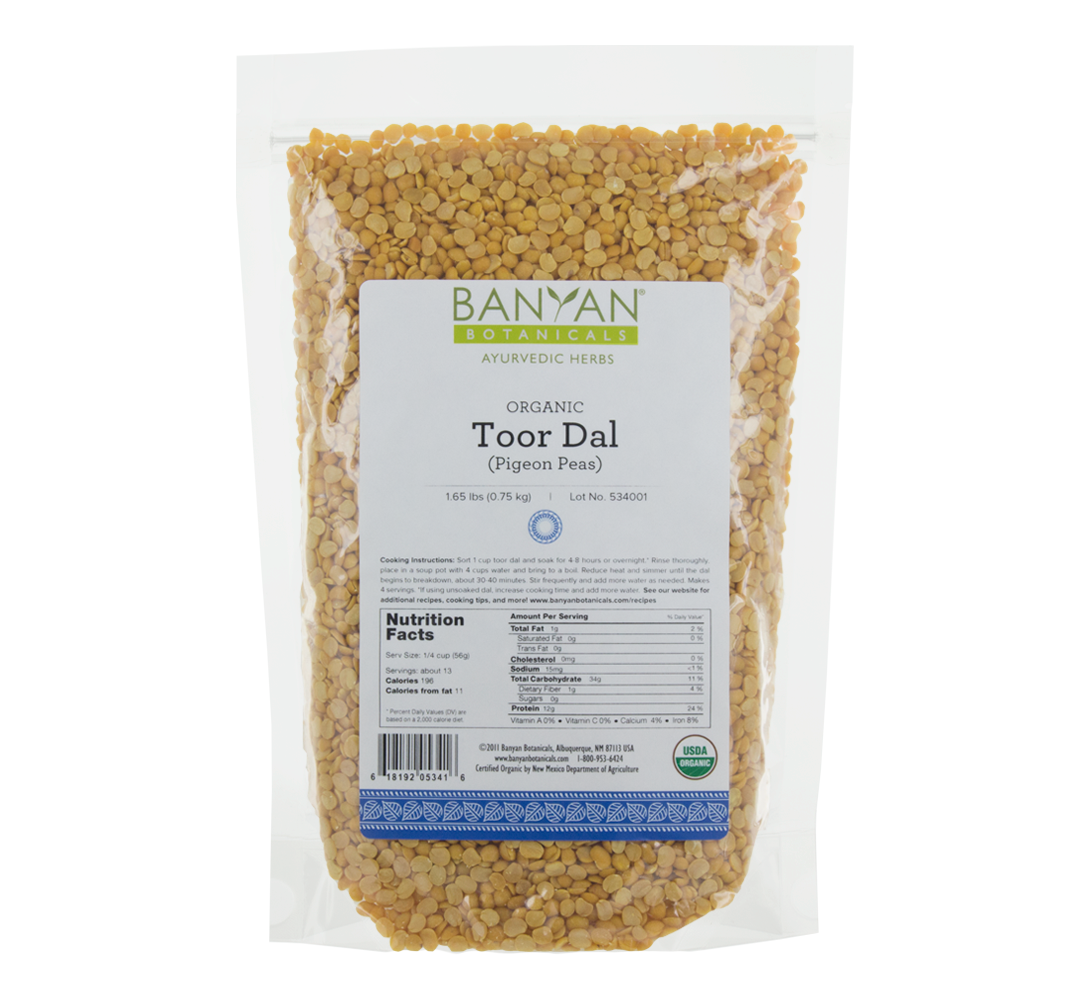 BANYAN®
BOTANICALS
AYURVEDIC HERBS
ORGANIC
Toor Dal
(Pigeon Peas)
1.65 lbs (0.75 kg) | Lot No. 534001
Cooking Instructions: Sort 1 cup toor dal and soak for 4-8 hours or overnight.* Rinse thoroughly,
place in a soup pot with 4 cups water and bring to a boil. Reduce heat and simmer until the dal
begins to breakdown, about 30-40 minutes. Stir frequently and add more water as needed. Makes
4 servings. *If using unsoaked dal, increase cooking time and add more water. See our website for
additional recipes, cooking tips, and more! www.banyanbotanicals.com/recipes
Nutrition
Facts
Serv Size: 1/4 cup (56g)
Servings: about 13
Calories 196
Calories from fat 11
* Percent Daily Values (DV) are
based on a 2,000 calorie diet.
Amount Per Serving % Daily Value*
Total Fat 1g 2 %
Saturated Fat 0g 0 %
Trans Fat 0g
Cholesterol 0mg 0 %
Sodium 15mg <1 %
Total Carbohydrate 34g 11 %
Dietary Fiber 1g 4 %
Sugars 0g
Protein 12g 24 %
Vitamin A 0% • Vitamin C 0% • Calcium 4% • Iron 8%
6 18192 05341 6
©2011 Banyan Botanicals, Albuquerque, NM 87113 USA
www.banyanbotanicals.com 1-800-953-6424
Certified Organic by New Mexico Department of Agriculture
USDA
ORGANIC